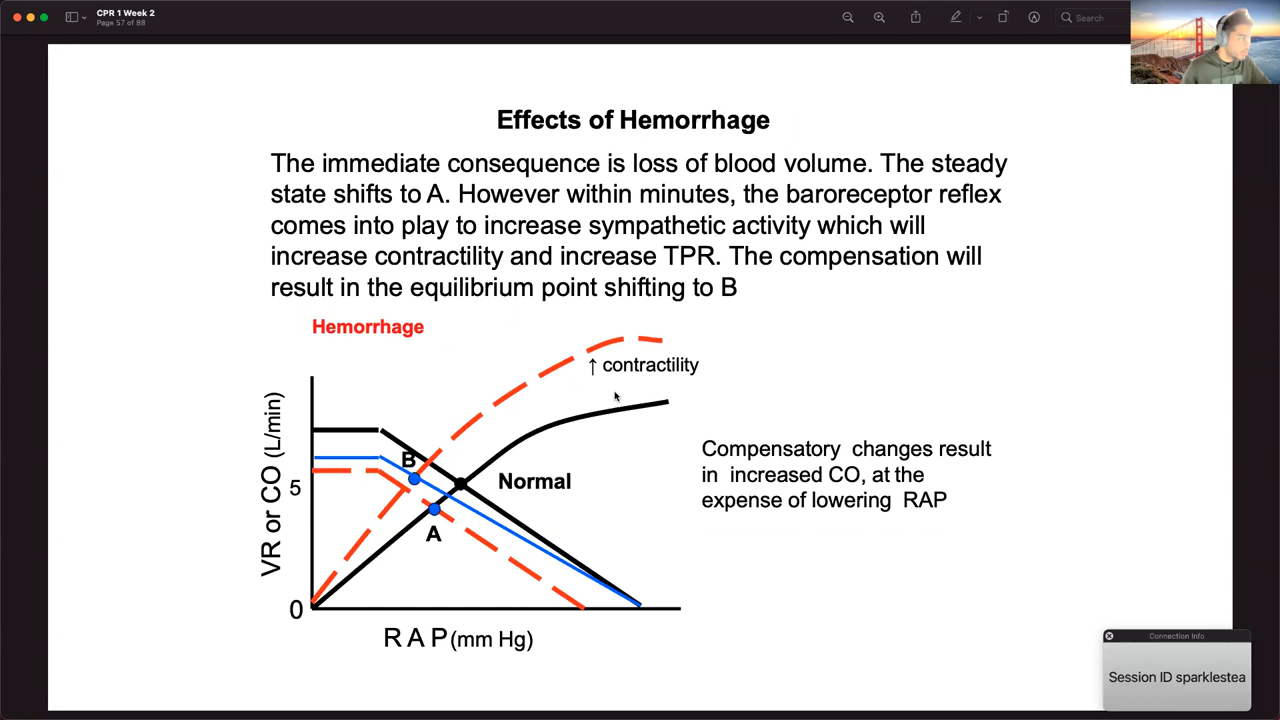 CPR 1 Week 2
Page 57 of 88
Search
Effects of Hemorrhage
The immediate consequence is loss of blood volume. The steady
state shifts to A. However within minutes, the baroreceptor reflex
comes into play to increase sympathetic activity which will
increase contractility and increase TPR. The compensation will
result in the equilibrium point shifting to B
Hemorrhage
↑ contractility
VR or CO (L/min)
B
5
Normal
A
0
R A P (mm Hg)
Compensatory changes result
in increased CO, at the
expense of lowering RAP
Connection Info
Session ID sparklestea